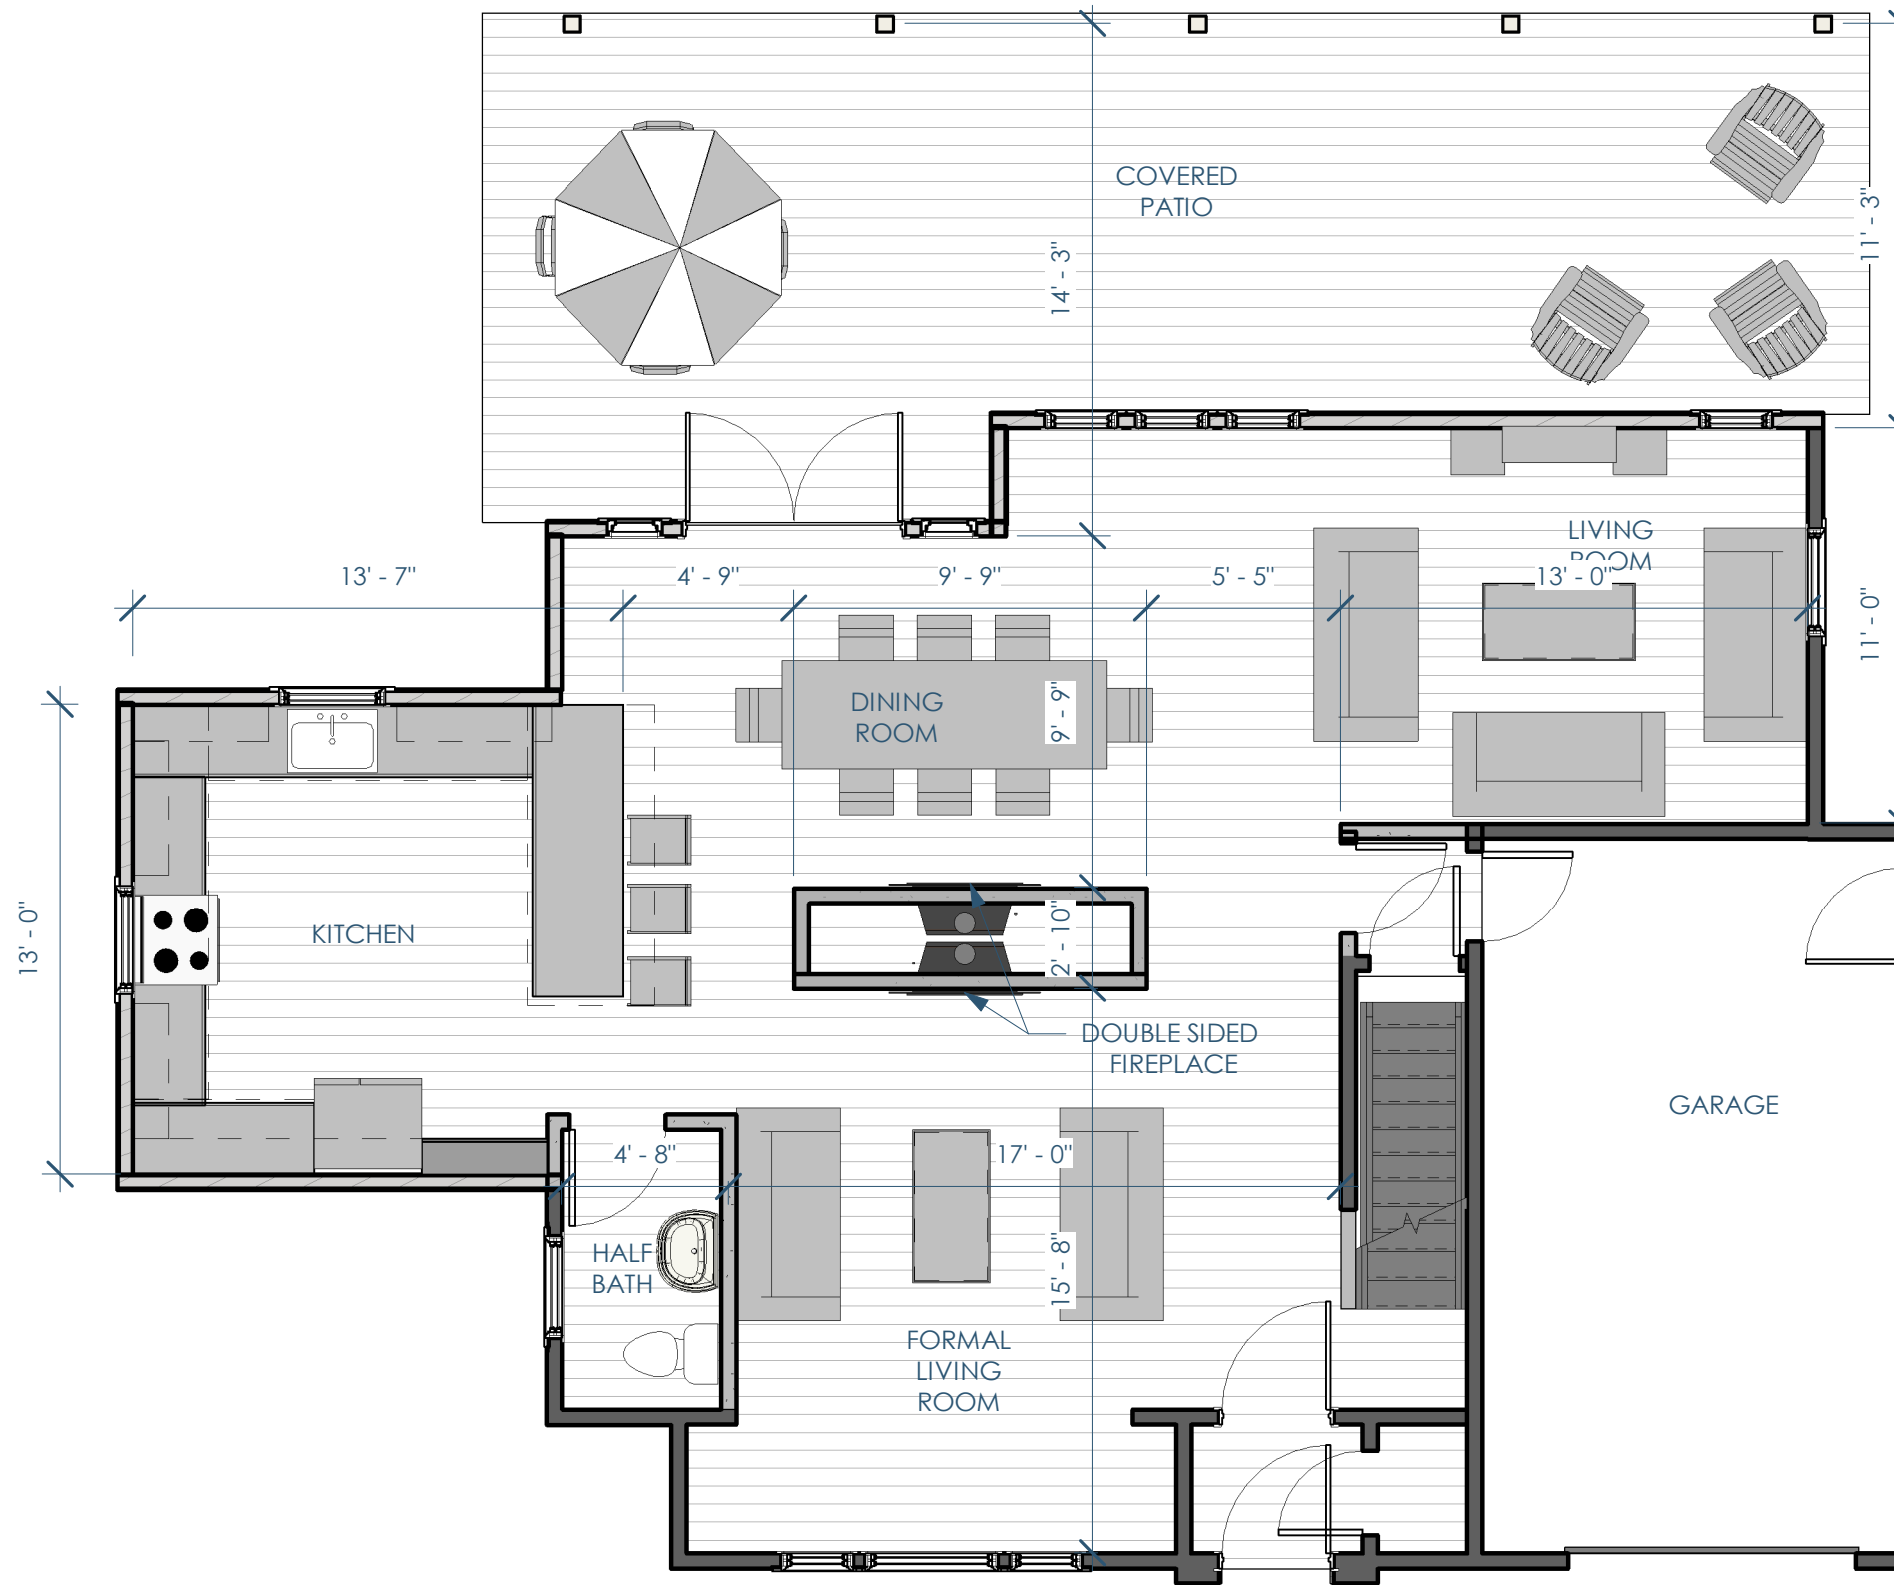 COVERED
PATIO
11' - 3"
14' - 3"
LIVING
ROOM
13' - 7"
4' - 9"
9' - 9"
5' - 5"
13' - 0"
11' - 0"
DINING
ROOM
9' - 9"
KITCHEN
13' - 0"
2' - 10"
DOUBLE SIDED
FIREPLACE
GARAGE
4' - 8"
17' - 0"
HALF
BATH
15' - 8"
FORMAL
LIVING
ROOM